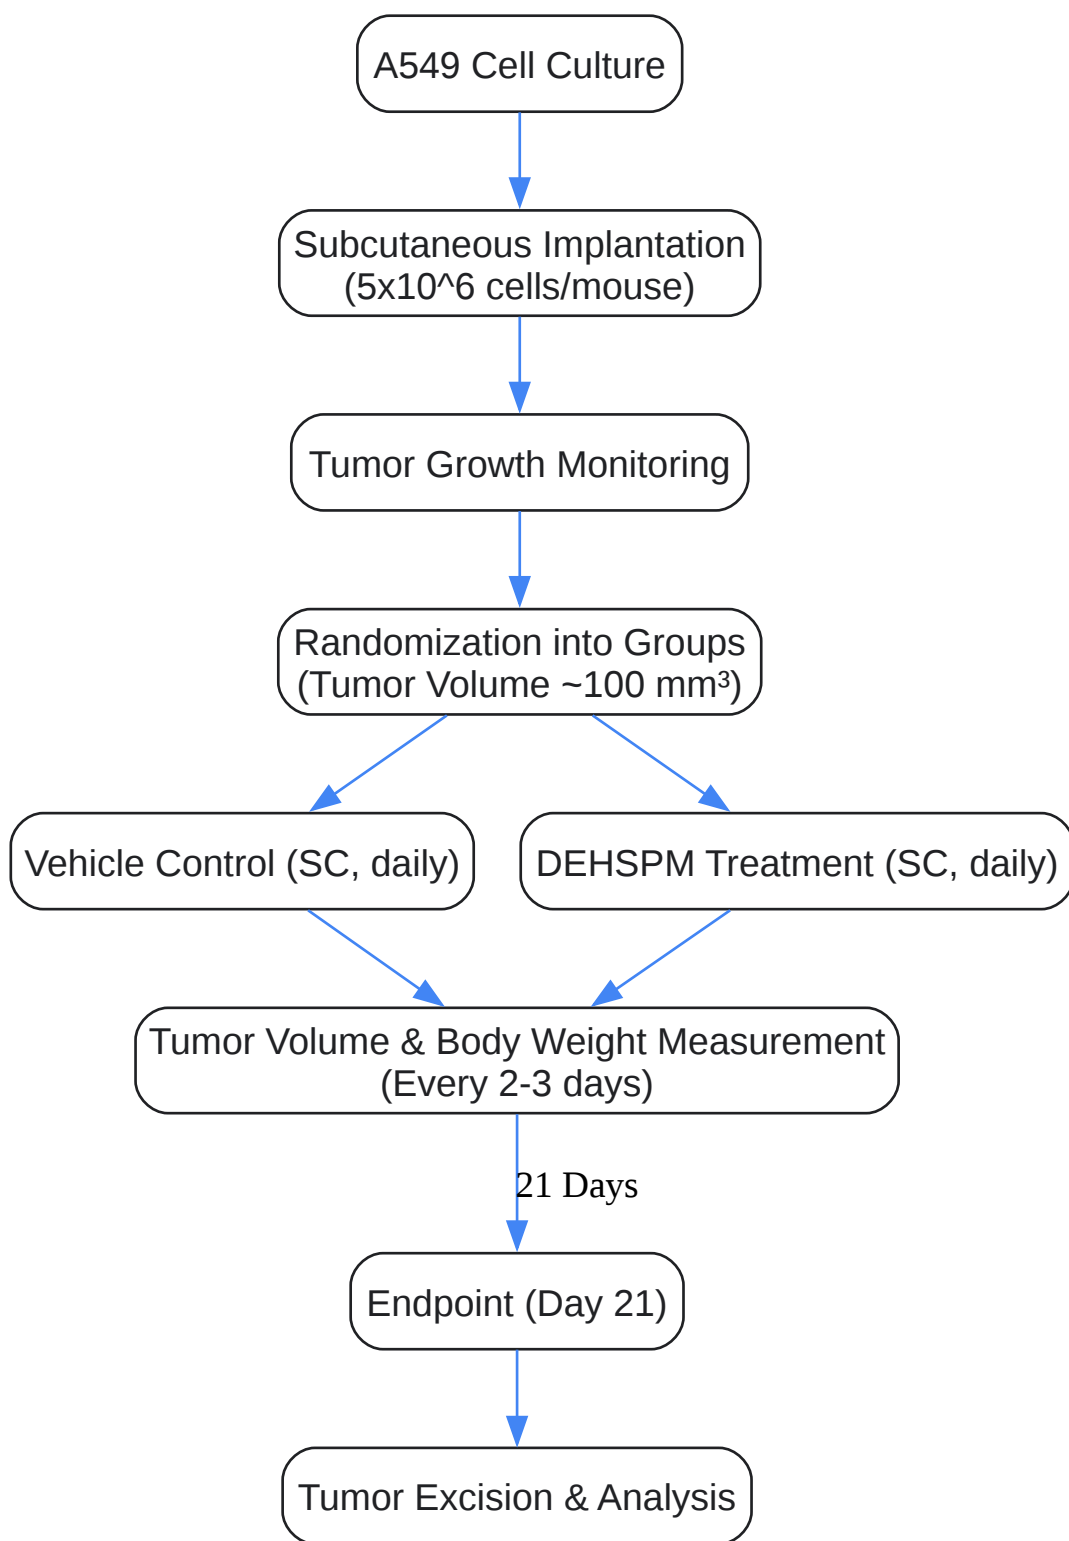 A549 Cell Culture
Subcutaneous Implantation
(5x10^6 cells/mouse)
Tumor Growth Monitoring
Randomization into Groups
(Tumor Volume ~100 mm³)
Vehicle Control (SC, daily)
DEHSPM Treatment (SC, daily)
Tumor Volume & Body Weight Measurement
(Every 2-3 days)
21 Days
Endpoint (Day 21)
Tumor Excision & Analysis